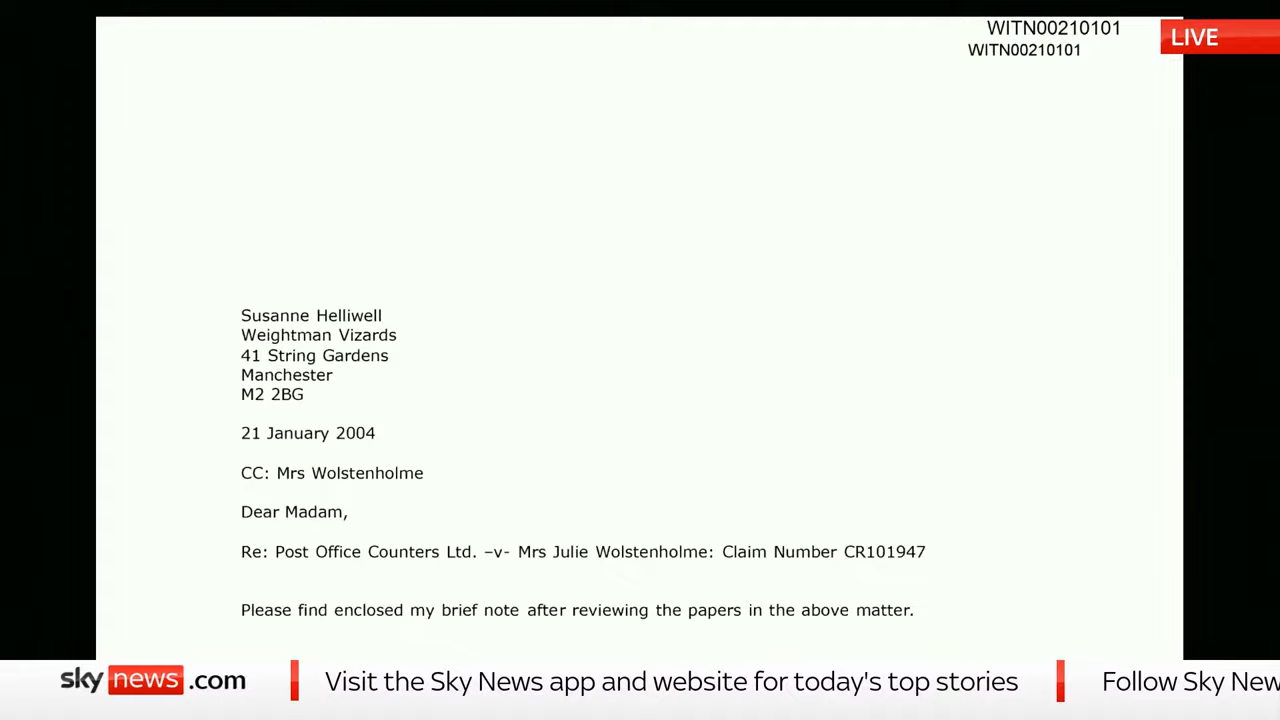 WITN00210101
WITN00210101
LIVE
Susanne Helliwell
Weightman Vizards
41 String Gardens
Manchester
M2 2BG
21 January 2004
CC: Mrs Wolstenholme
Dear Madam,
Re: Post Office Counters Ltd. –v- Mrs Julie Wolstenholme: Claim Number CR101947
Please find enclosed my brief note after reviewing the papers in the above matter.
sky news .com
Visit the Sky News app and website for today's top stories
Follow Sky New